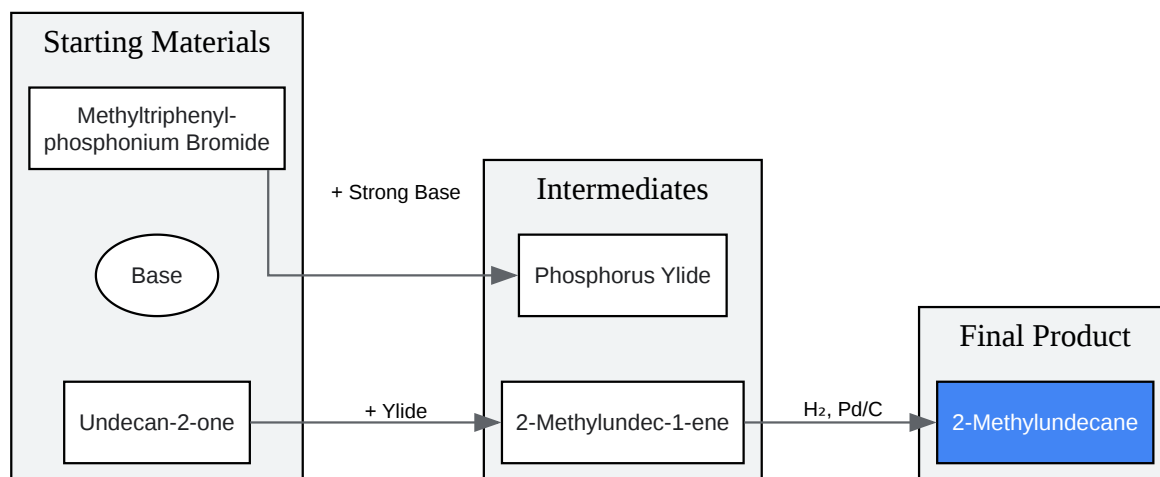 Starting Materials
Methyltriphenyl-
phosphonium Bromide
+ Strong Base
Intermediates
Base
Phosphorus Ylide
Final Product
Undecan-2-one
+ Ylide
2-Methylundec-1-ene
H₂, Pd/C
2-Methylundecane